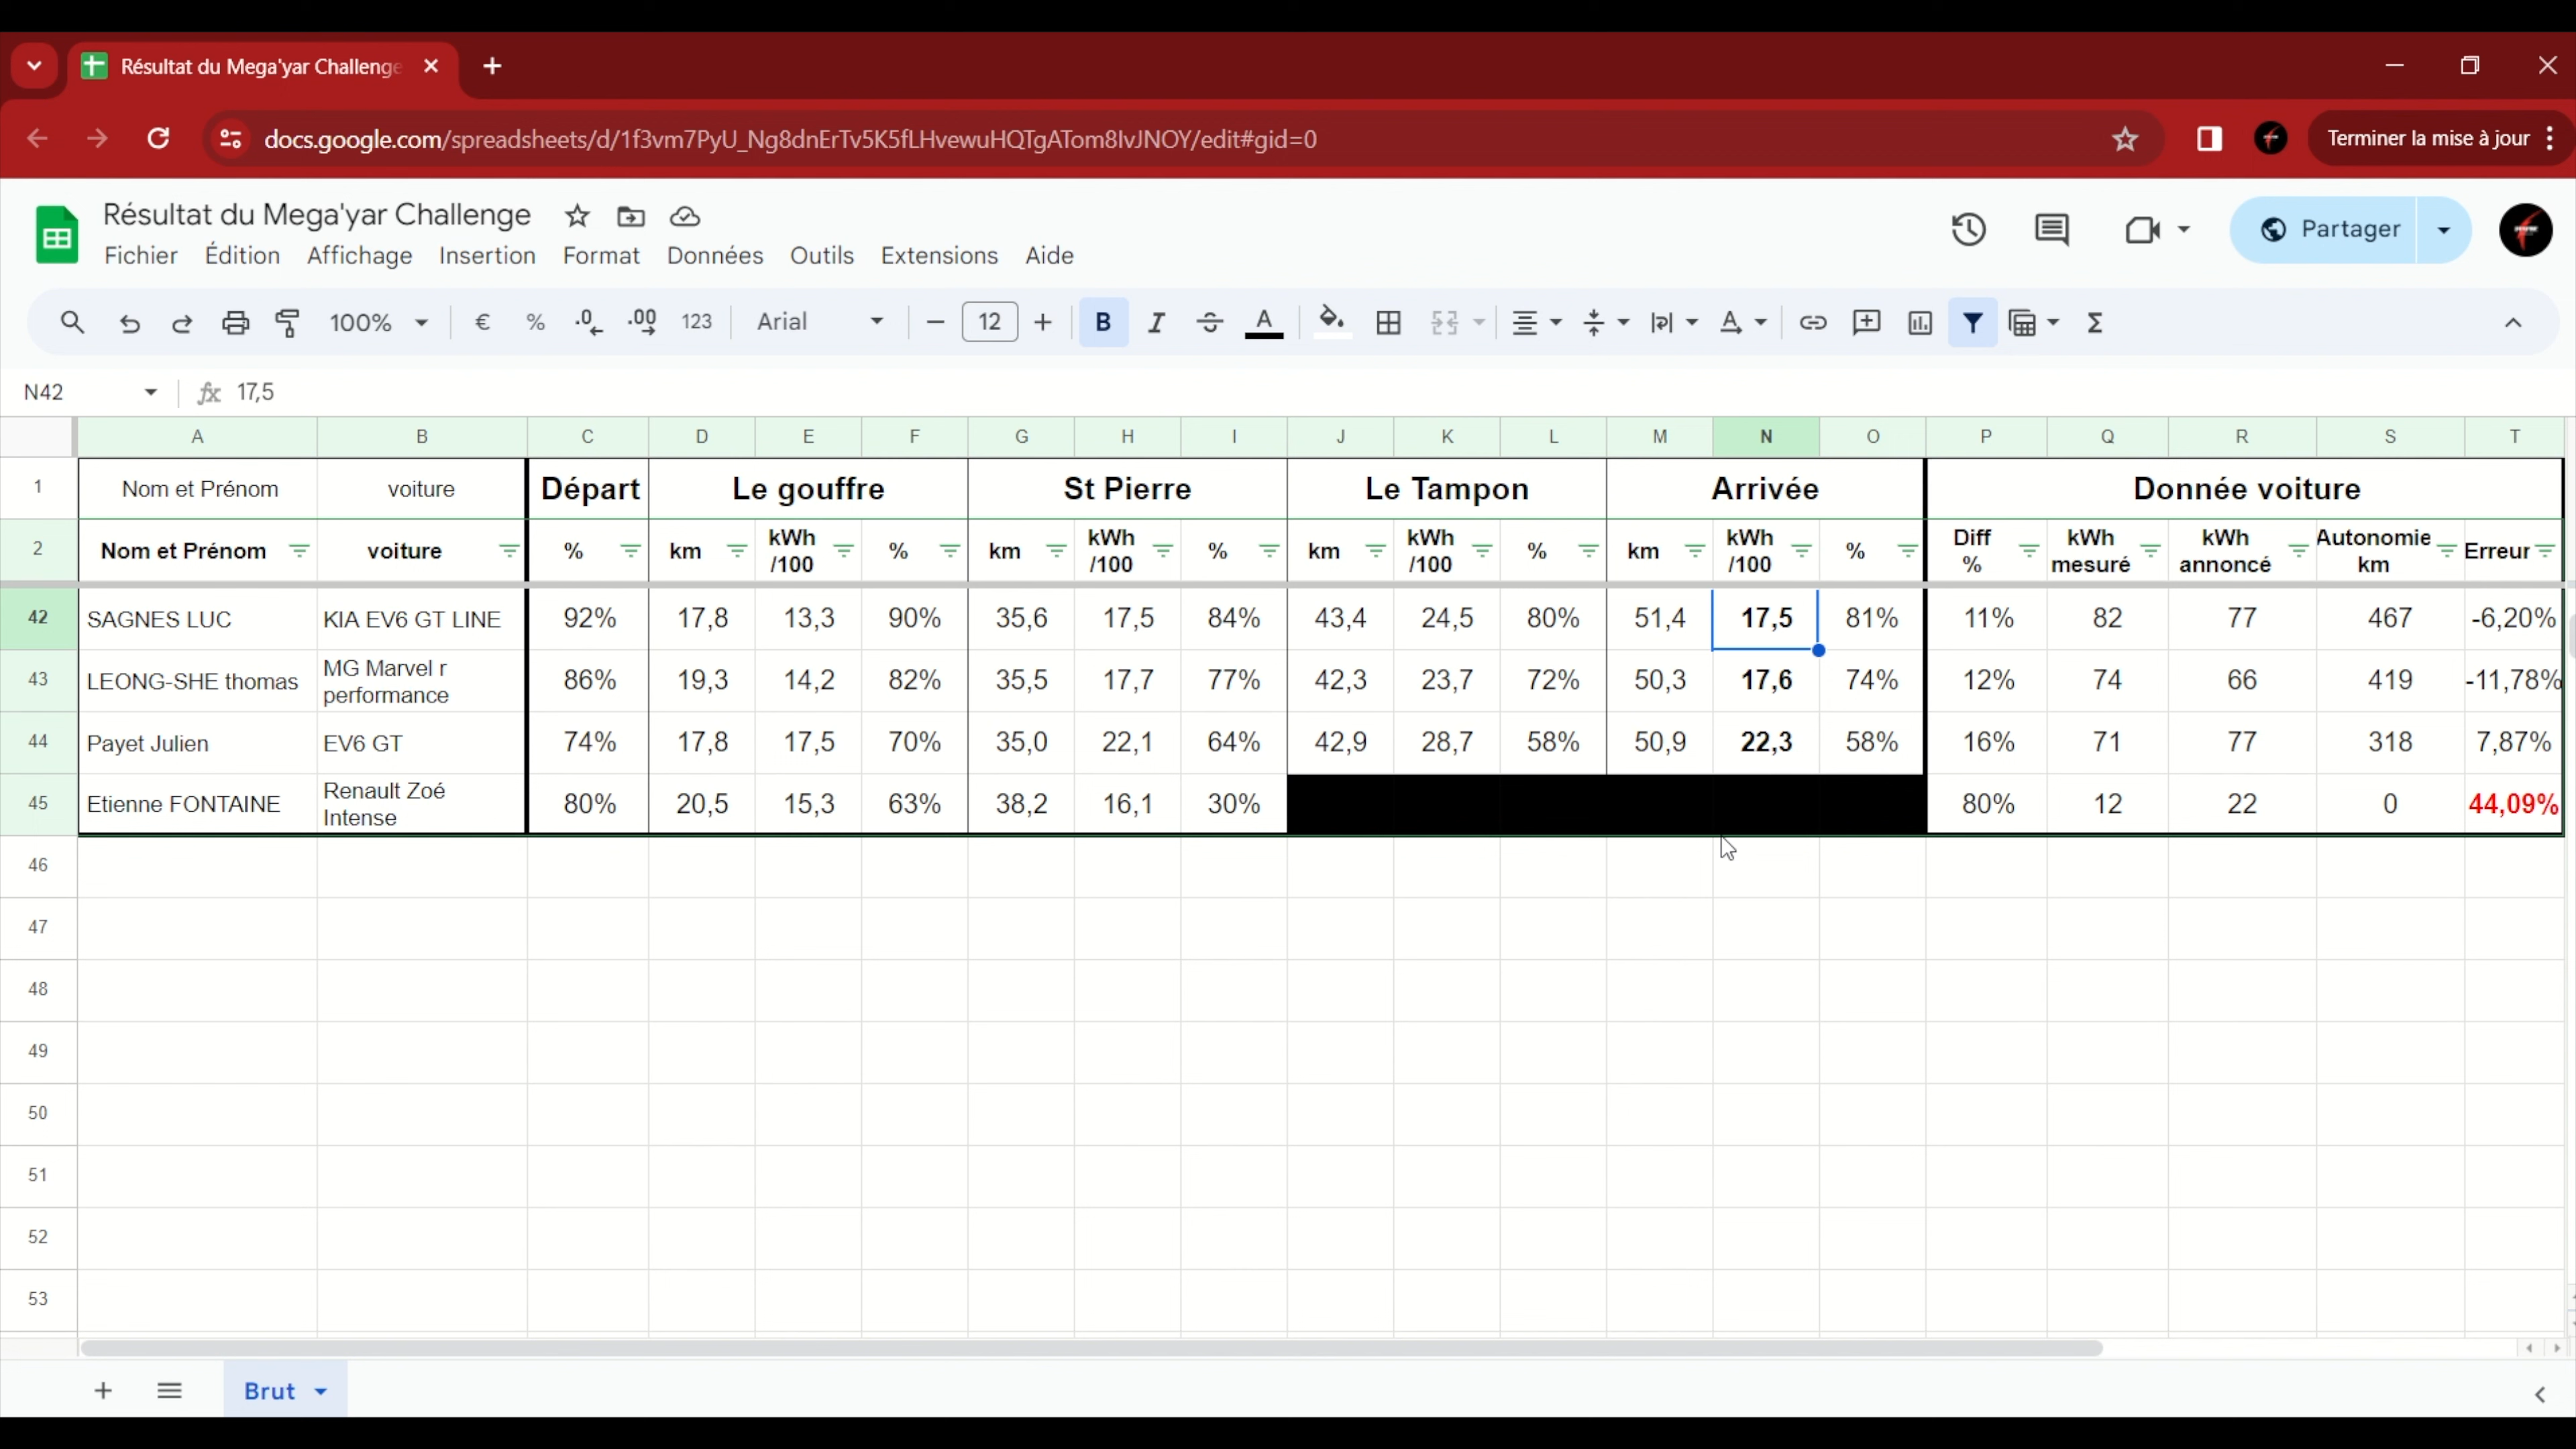 Résultat du Mega'yar Challenge
docs.google.com/spreadsheets/d/1f3vm7PyU_Ng8dnErTv5K5fLHvewuHQTgATom8lvJNOY/edit#gid=0
Terminer la mise à jour
Résultat du Mega'yar Challenge
Fichier Édition Affichage Insertion Format Données Outils Extensions Aide
Partager
100% € % .0 .00 123 Arial 12 B I S A
N42 fx 17,5
A B C D E F G H I J K L M N O P Q R S T
1 Nom et Prénom voiture Départ Le gouffre St Pierre Le Tampon Arrivée Donnée voiture
2 Nom et Prénom voiture % km kWh /100 % km kWh /100 % km kWh /100 % km kWh /100 % Diff % kWh mesuré kWh annoncé Autonomie km Erreur
42 SAGNES LUC KIA EV6 GT LINE 92% 17,8 13,3 90% 35,6 17,5 84% 43,4 24,5 80% 51,4 17,5 81% 11% 82 77 467 -6,20%
43 LEONG-SHE thomas MG Marvel r performance 86% 19,3 14,2 82% 35,5 17,7 77% 42,3 23,7 72% 50,3 17,6 74% 12% 74 66 419 -11,78%
44 Payet Julien EV6 GT 74% 17,8 17,5 70% 35,0 22,1 64% 42,9 28,7 58% 50,9 22,3 58% 16% 71 77 318 7,87%
45 Etienne FONTAINE Renault Zoé Intense 80% 20,5 15,3 63% 38,2 16,1 30% 80% 12 22 0 44,09%
46
47
48
49
50
51
52
53
Brut